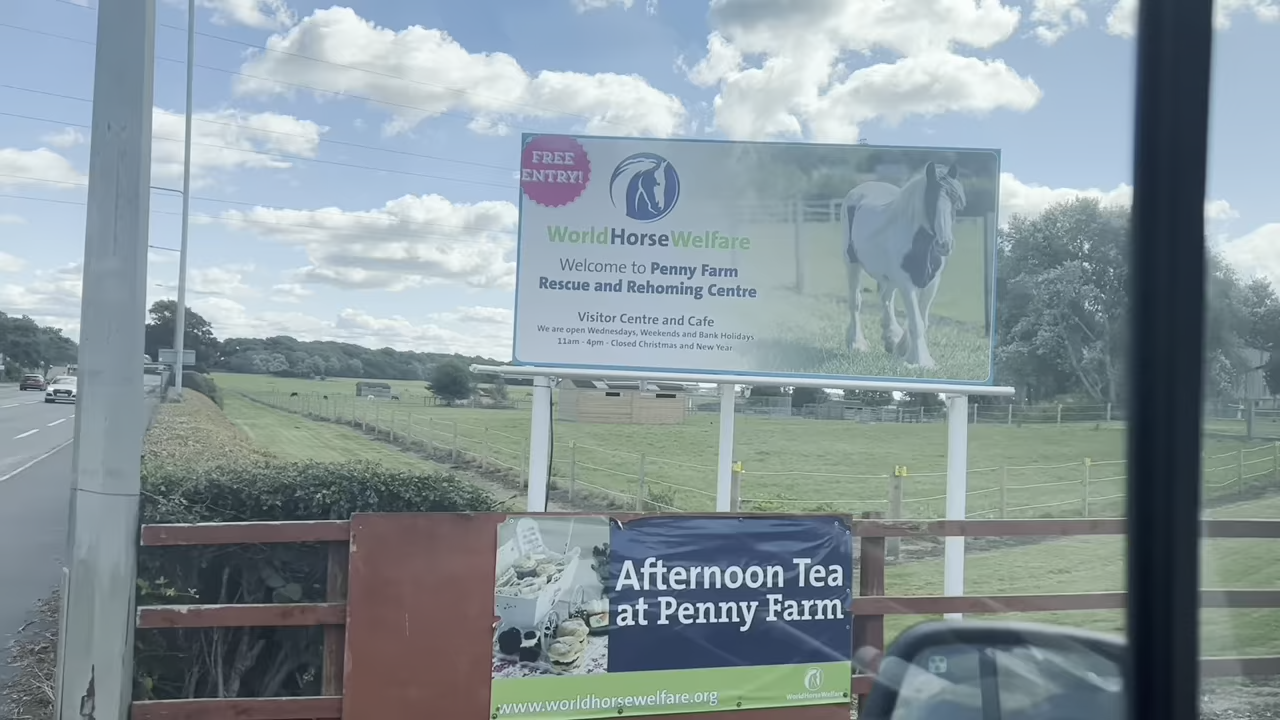 FREE
ENTRY!
WorldHorseWelfare
Welcome to Penny Farm
Rescue and Rehoming Centre
Visitor Centre and Cafe
We are open Wednesdays, Weekends and Bank Holidays
11am - 4pm - Closed Christmas and New Year
Afternoon Tea
at Penny Farm
www.worldhorsewelfare.org
WorldHorseWelfare